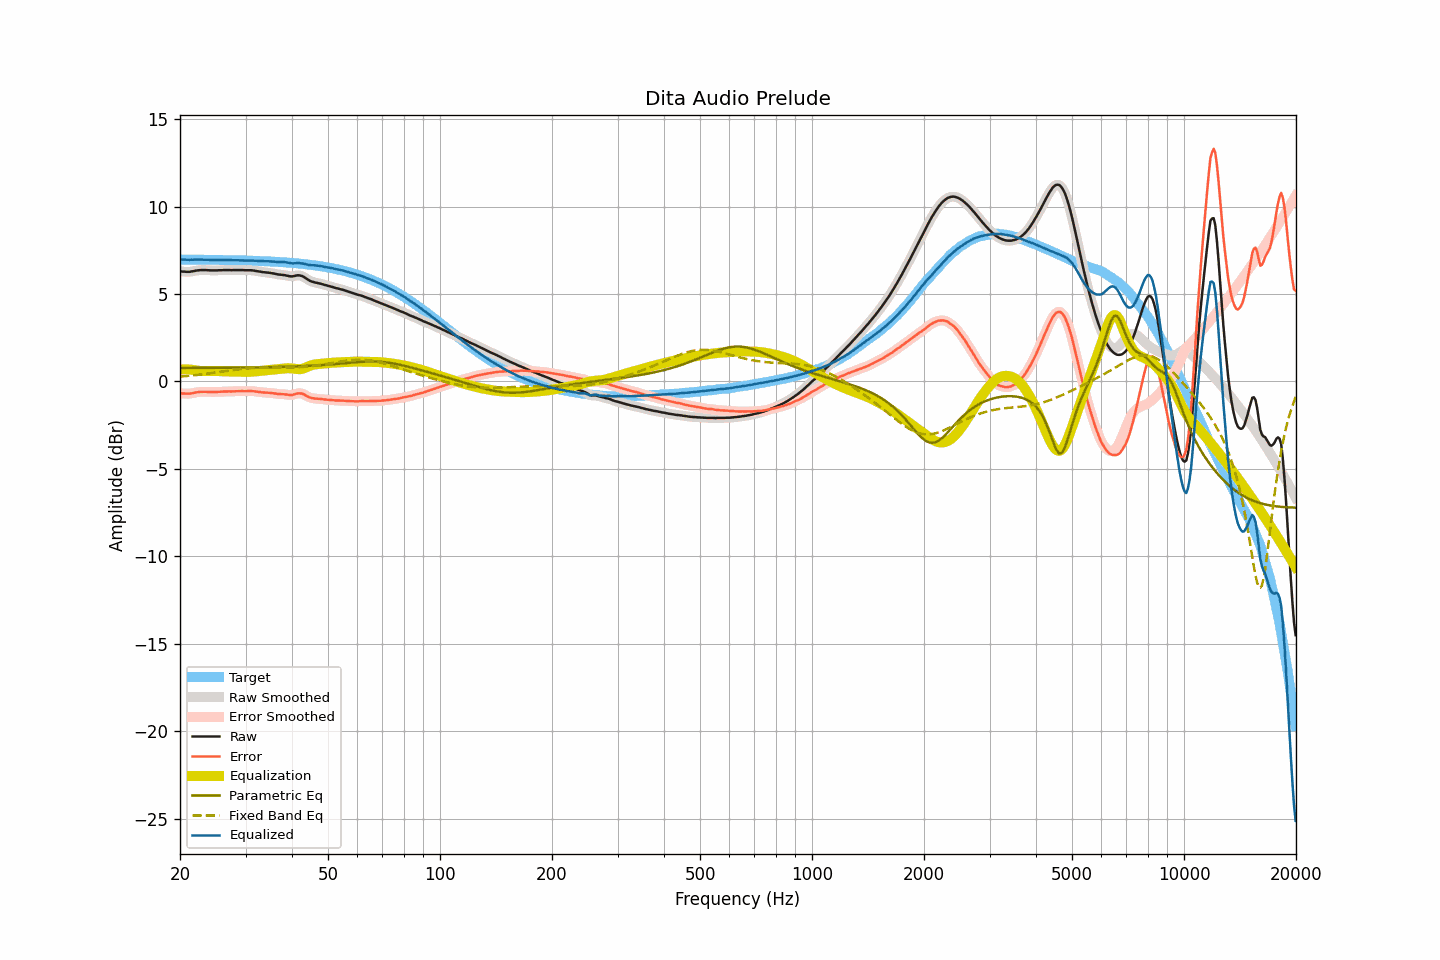 Dita Audio Prelude
15
10
5
0
−5
−10
−15
−20
−25
Amplitude (dBr)
Target
Raw Smoothed
Error Smoothed
Raw
Error
Equalization
Parametric Eq
Fixed Band Eq
Equalized
20 50 100 200 500 1000 2000 5000 10000 20000
Frequency (Hz)